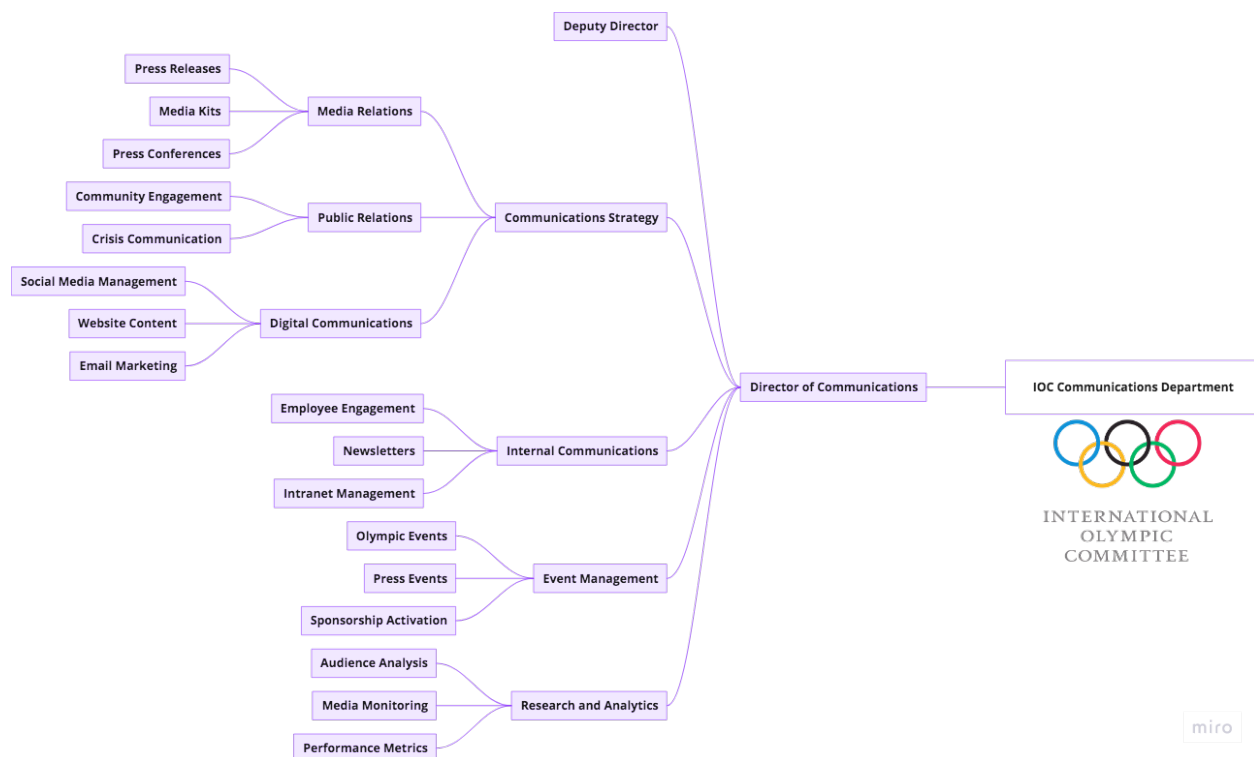 Deputy Director
Press Releases
Media Kits
Media Relations
Press Conferences
Community Engagement
Public Relations
Communications Strategy
Crisis Communication
Social Media Management
Website Content
Digital Communications
Email Marketing
Director of Communications
IOC Communications Department
Employee Engagement
Newsletters
Internal Communications
Intranet Management
INTERNATIONAL
OLYMPIC
COMMITTEE
Olympic Events
Press Events
Event Management
Sponsorship Activation
Audience Analysis
Media Monitoring
Research and Analytics
Performance Metrics
miro